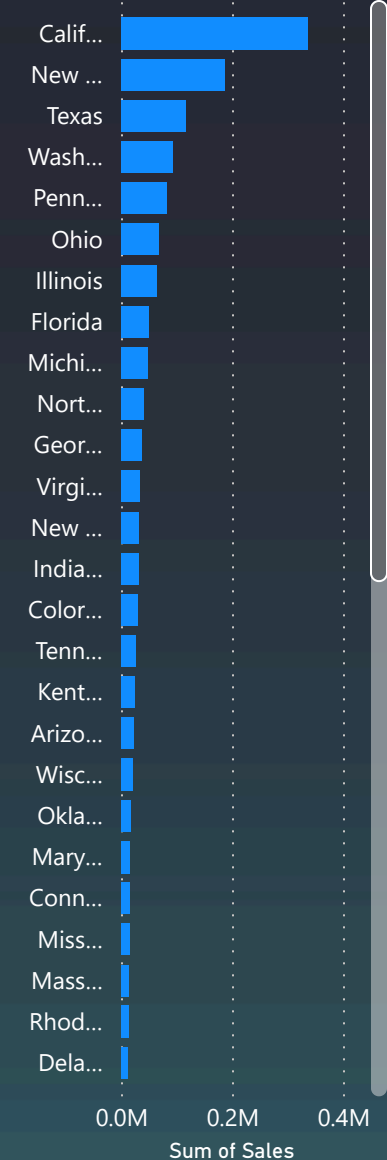 Calif...
New ...
Texas
Wash...
Penn...
Ohio
Illinois
Florida
Michi...
Nort...
Geor...
Virgi...
New ...
India...
Color...
Tenn...
Kent...
Arizo...
Wisc...
Okla...
Mary...
Conn...
Miss...
Mass...
Rhod...
Dela...
0.0M 0.2M 0.4M
Sum of Sales